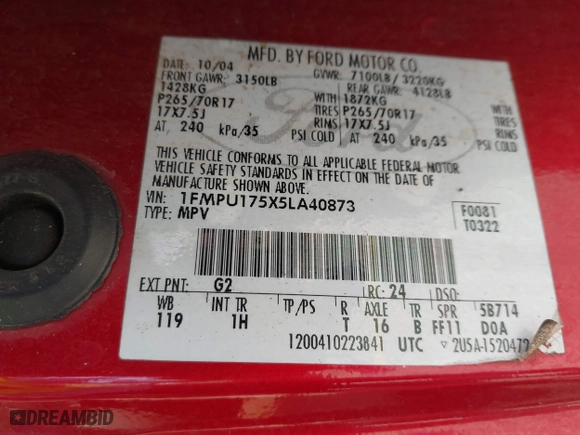 MFD. BY FORD MOTOR CO.
DATE: 10/04 GVWR: 7100LB / 3220KG
FRONT GAWR: 3150LB REAR GAWR: 4128LB
1428KG WITH 1872KG WITH
P265/70R17 TIRES P265/70R17 TIRES
17X7.5J RIMS 17X7.5J RIMS
AT, 240 kPa/35 PSI COLD AT 240 kPa/35 PSI COLD
THIS VEHICLE CONFORMS TO ALL APPLICABLE FEDERAL MOTOR
VEHICLE SAFETY STANDARDS IN EFFECT ON THE DATE OF
MANUFACTURE SHOWN ABOVE.
VIN: 1FMPU175X5LA40873 F0081
TYPE: MPV T0322
EXT PNT: G2 RC: 24 DSO:
WB INT TR TP/PS R AXLE TR SPR 5B714
119 1H T 16 B FF11 DOA
1200410223841 UTC ▽ 2U5A-1520472
Ford
DREAMBID